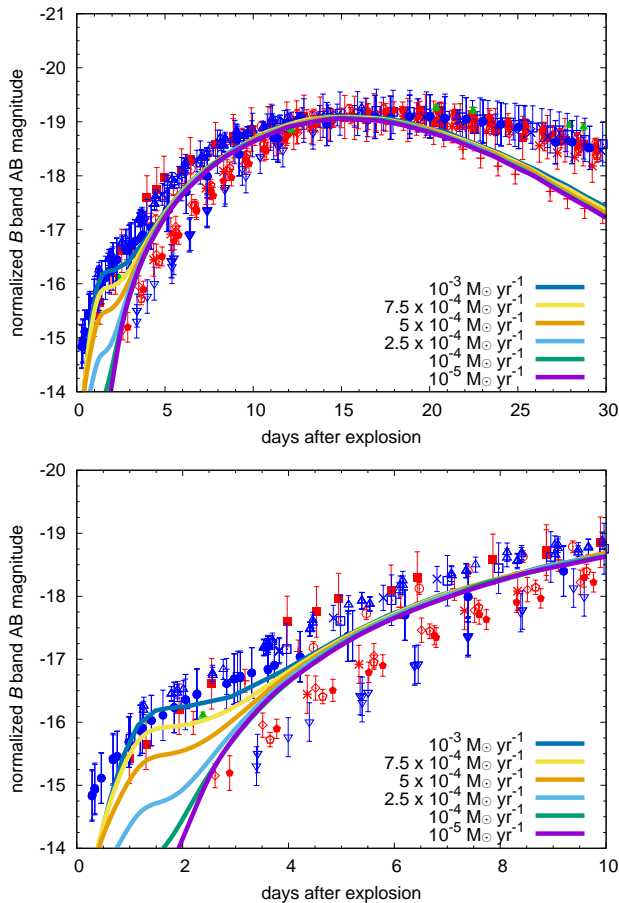 -21
-20
-19
-18
-17
-16
-15
-14
normalized B band AB magnitude
10^-3 M⊙ yr^-1
7.5 x 10^-4 M⊙ yr^-1
5 x 10^-4 M⊙ yr^-1
2.5 x 10^-4 M⊙ yr^-1
10^-4 M⊙ yr^-1
10^-5 M⊙ yr^-1
0 5 10 15 20 25 30
days after explosion
-20
-19
-18
-17
-16
-15
-14
normalized B band AB magnitude
10^-3 M⊙ yr^-1
7.5 x 10^-4 M⊙ yr^-1
5 x 10^-4 M⊙ yr^-1
2.5 x 10^-4 M⊙ yr^-1
10^-4 M⊙ yr^-1
10^-5 M⊙ yr^-1
0 2 4 6 8 10
days after explosion